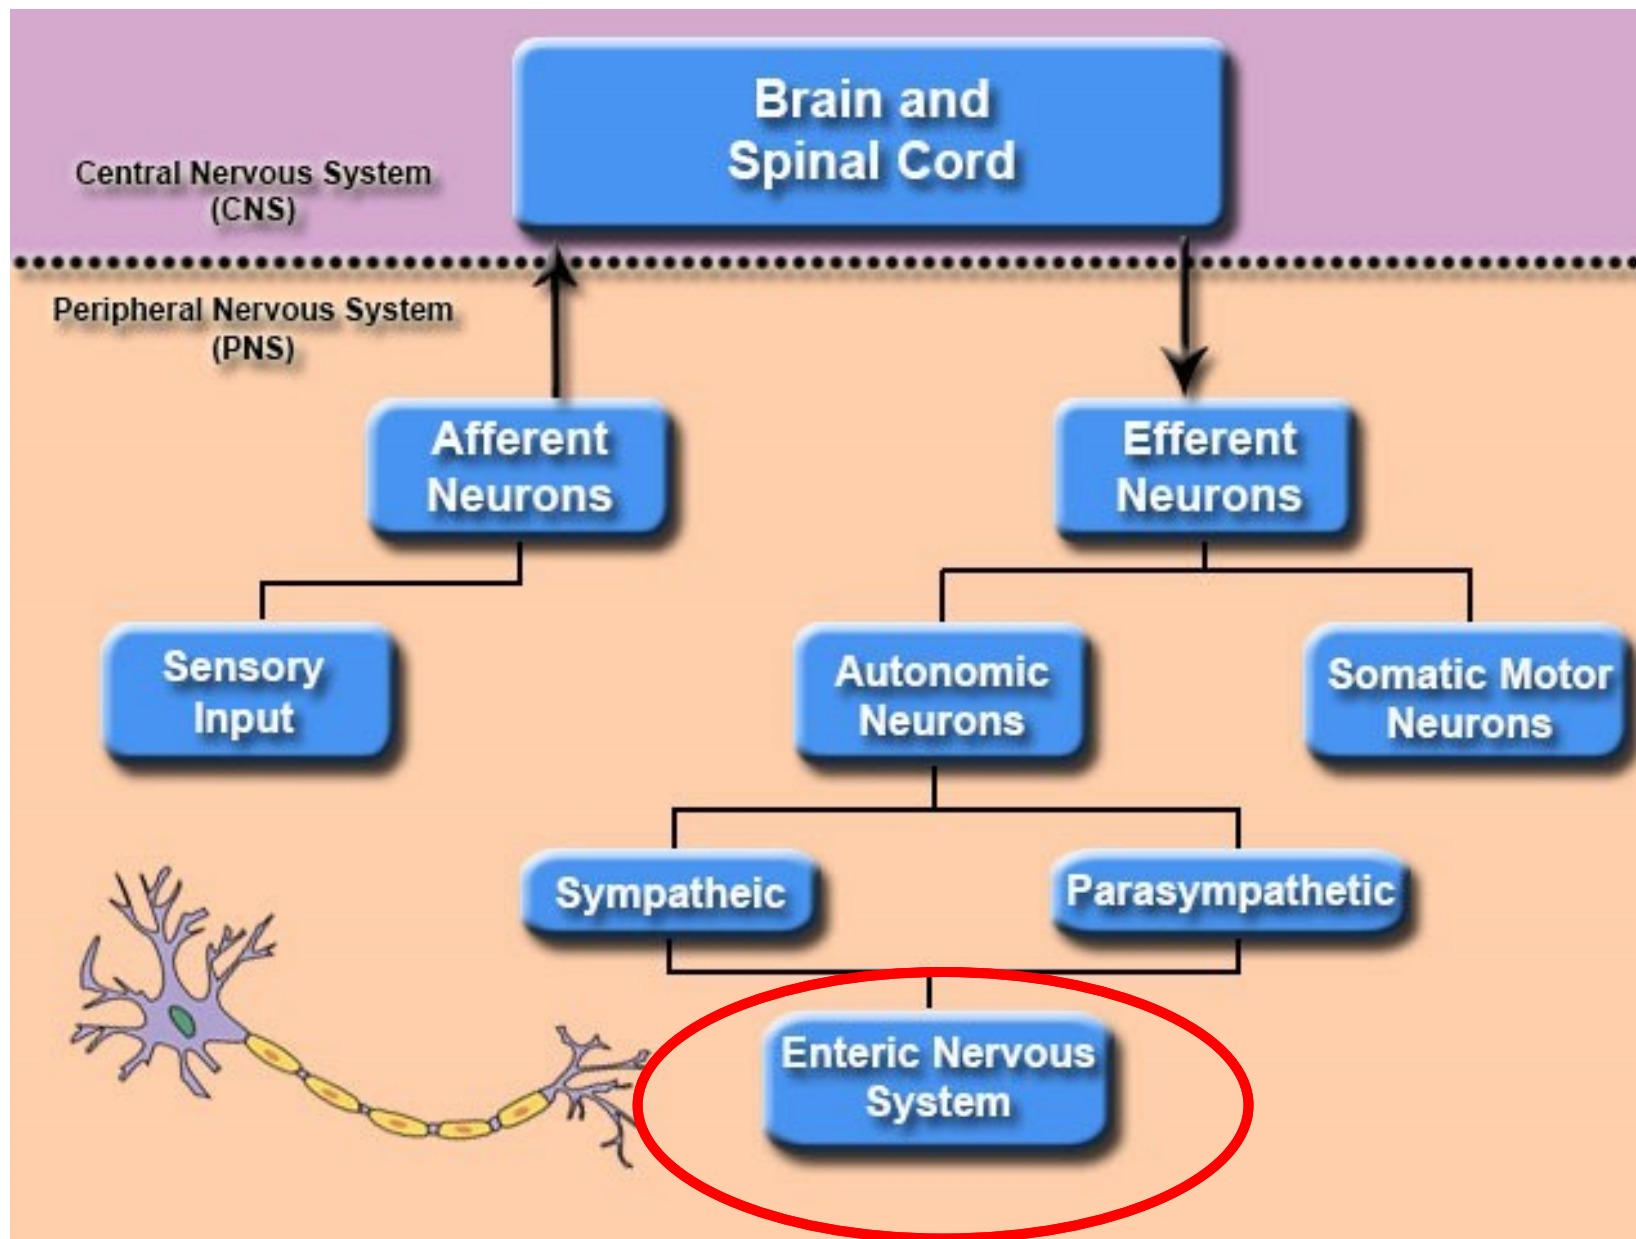 Brain and
Spinal Cord
Central Nervous System
(CNS)
Peripheral Nervous System
(PNS)
Afferent
Neurons
Efferent
Neurons
Sensory
Input
Autonomic
Neurons
Somatic Motor
Neurons
Sympatheic
Parasympathetic
Enteric Nervous
System